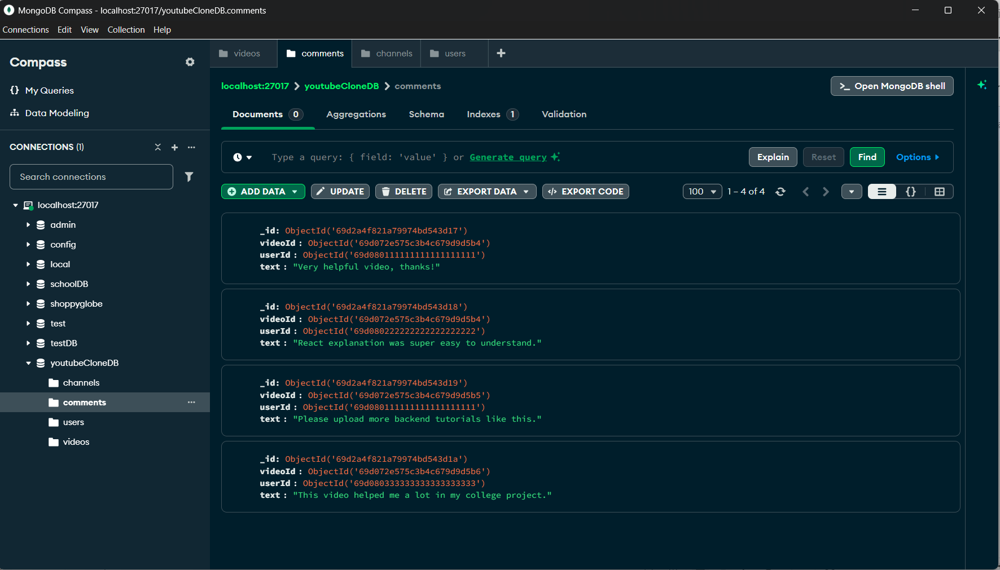 MongoDB Compass - localhost:27017/youtubeCloneDB.comments
Connections Edit View Collection Help
Compass
My Queries
Data Modeling
CONNECTIONS (1)
Search connections
localhost:27017
admin
config
local
schoolDB
shoppyglobe
test
testDB
youtubeCloneDB
channels
comments
users
videos
videos comments channels users
localhost:27017 > youtubeCloneDB > comments
>_ Open MongoDB shell
Documents 0 Aggregations Schema Indexes 1 Validation
Type a query: { field: 'value' } or Generate query
Explain Reset Find Options
ADD DATA UPDATE DELETE EXPORT DATA </> EXPORT CODE
100 1 – 4 of 4 {}
_id: ObjectId('69d2a4f821a79974bd543d17')
videoId : ObjectId('69d072e575c3b4c679d9d5b4')
userId : ObjectId('69d080111111111111111111')
text : "Very helpful video, thanks!"
_id: ObjectId('69d2a4f821a79974bd543d18')
videoId : ObjectId('69d072e575c3b4c679d9d5b4')
userId : ObjectId('69d080222222222222222222')
text : "React explanation was super easy to understand."
_id: ObjectId('69d2a4f821a79974bd543d19')
videoId : ObjectId('69d072e575c3b4c679d9d5b5')
userId : ObjectId('69d080111111111111111111')
text : "Please upload more backend tutorials like this."
_id: ObjectId('69d2a4f821a79974bd543d1a')
videoId : ObjectId('69d072e575c3b4c679d9d5b6')
userId : ObjectId('69d080333333333333333333')
text : "This video helped me a lot in my college project."